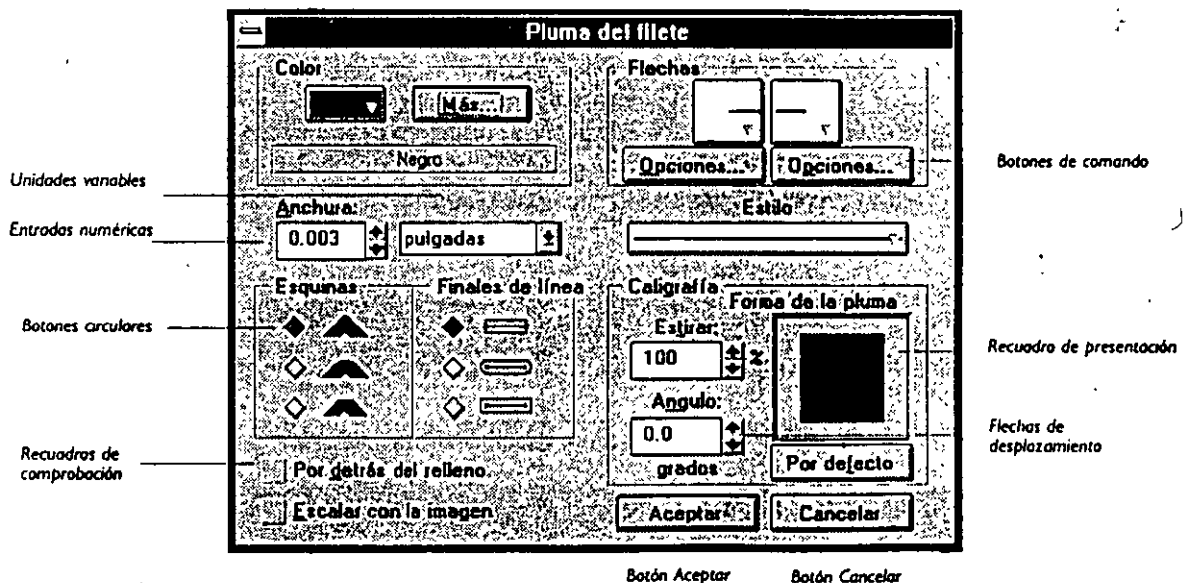 Pluma del filete
Color
Flechas
Más...
Negro
Opciones...
Opciones...
Botones de comando
Unidades variables
Anchura:
Estilo
Entradas numéricas
0.003
pulgadas
Esquinas
Finales de línea
Caligrafía
Forma de la pluma
Botones circulares
Estirar:
100
%
Recuadro de presentación
Angulo:
0.0
Flechas de
desplazamiento
Recuadros de
comprobación
Por detrás del relleno
grados
Por defecto
Escalar con la imagen
Aceptar
Cancelar
Botón Aceptar
Botón Cancelar